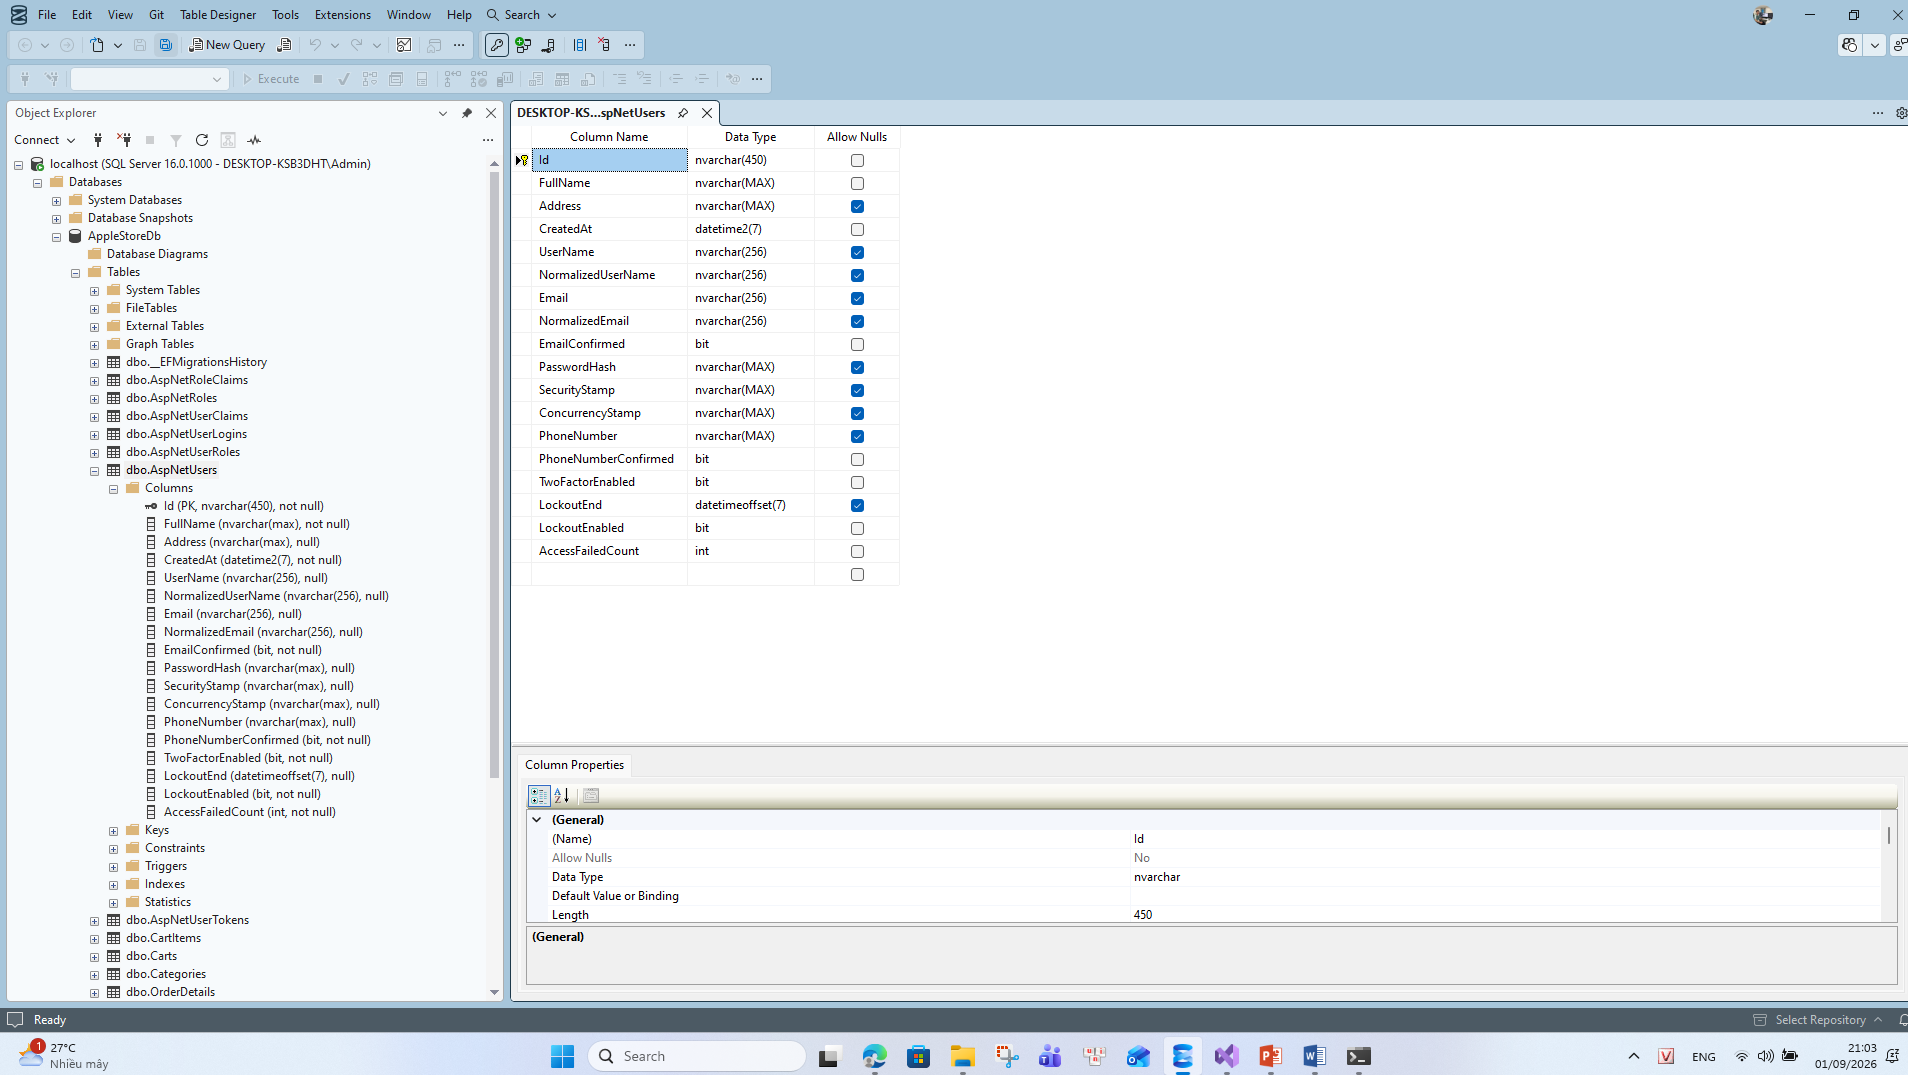 File Edit View Git Table Designer Tools Extensions Window Help Search
New Query
Execute
Object Explorer
Connect
localhost (SQL Server 16.0.1000 - DESKTOP-KSB3DHT\Admin)
Databases
System Databases
Database Snapshots
AppleStoreDb
Database Diagrams
Tables
System Tables
FileTables
External Tables
Graph Tables
dbo.__EFMigrationsHistory
dbo.AspNetRoleClaims
dbo.AspNetRoles
dbo.AspNetUserClaims
dbo.AspNetUserLogins
dbo.AspNetUserRoles
dbo.AspNetUsers
Columns
Id (PK, nvarchar(450), not null)
FullName (nvarchar(max), not null)
Address (nvarchar(max), null)
CreatedAt (datetime2(7), not null)
UserName (nvarchar(256), null)
NormalizedUserName (nvarchar(256), null)
Email (nvarchar(256), null)
NormalizedEmail (nvarchar(256), null)
EmailConfirmed (bit, not null)
PasswordHash (nvarchar(max), null)
SecurityStamp (nvarchar(max), null)
ConcurrencyStamp (nvarchar(max), null)
PhoneNumber (nvarchar(max), null)
PhoneNumberConfirmed (bit, not null)
TwoFactorEnabled (bit, not null)
LockoutEnd (datetimeoffset(7), null)
LockoutEnabled (bit, not null)
AccessFailedCount (int, not null)
Keys
Constraints
Triggers
Indexes
Statistics
dbo.AspNetUserTokens
dbo.CartItems
dbo.Carts
dbo.Categories
dbo.OrderDetails
DESKTOP-KS...spNetUsers
Column Name Data Type Allow Nulls
Id nvarchar(450)
FullName nvarchar(MAX)
Address nvarchar(MAX)
CreatedAt datetime2(7)
UserName nvarchar(256)
NormalizedUserName nvarchar(256)
Email nvarchar(256)
NormalizedEmail nvarchar(256)
EmailConfirmed bit
PasswordHash nvarchar(MAX)
SecurityStamp nvarchar(MAX)
ConcurrencyStamp nvarchar(MAX)
PhoneNumber nvarchar(MAX)
PhoneNumberConfirmed bit
TwoFactorEnabled bit
LockoutEnd datetimeoffset(7)
LockoutEnabled bit
AccessFailedCount int
Column Properties
(General)
(Name) Id
Allow Nulls No
Data Type nvarchar
Default Value or Binding
Length 450
(General)
Ready Select Repository
1
27°C
Nhiều mây
Search
ENG
21:03
01/09/2026